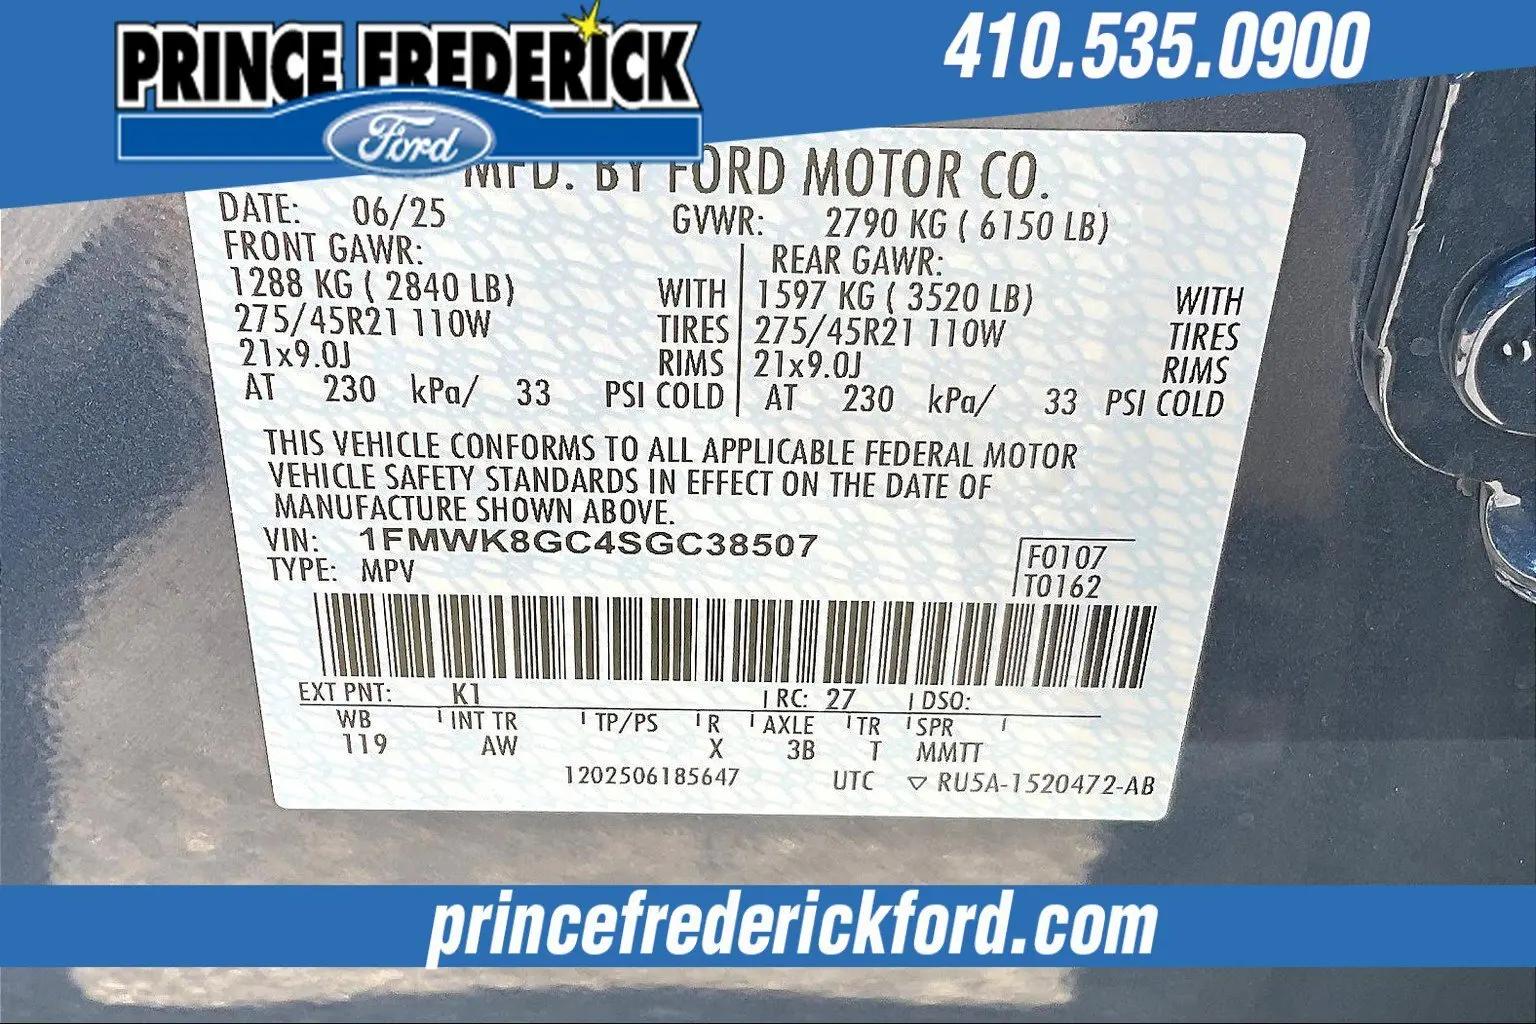 PRINCE FREDERICK
Ford
410.535.0900
MFD. BY FORD MOTOR CO.
DATE: 06/25 GVWR: 2790 KG ( 6150 LB)
FRONT GAWR: REAR GAWR:
1288 KG ( 2840 LB) WITH 1597 KG ( 3520 LB) WITH
275/45R21 110W TIRES 275/45R21 110W TIRES
21x9.0J RIMS 21x9.0J RIMS
AT 230 kPa/ 33 PSI COLD AT 230 kPa/ 33 PSI COLD
THIS VEHICLE CONFORMS TO ALL APPLICABLE FEDERAL MOTOR
VEHICLE SAFETY STANDARDS IN EFFECT ON THE DATE OF
MANUFACTURE SHOWN ABOVE.
VIN: 1FMWK8GC4SGC38507
TYPE: MPV
F0107
T0162
EXT PNT: K1 RC: 27 DSO:
WB INT TR TP/PS R AXLE TR SPR
119 AW X 3B T MMTT
1202506185647 UTC ▽ RU5A-1520472-AB
princefrederickford.com